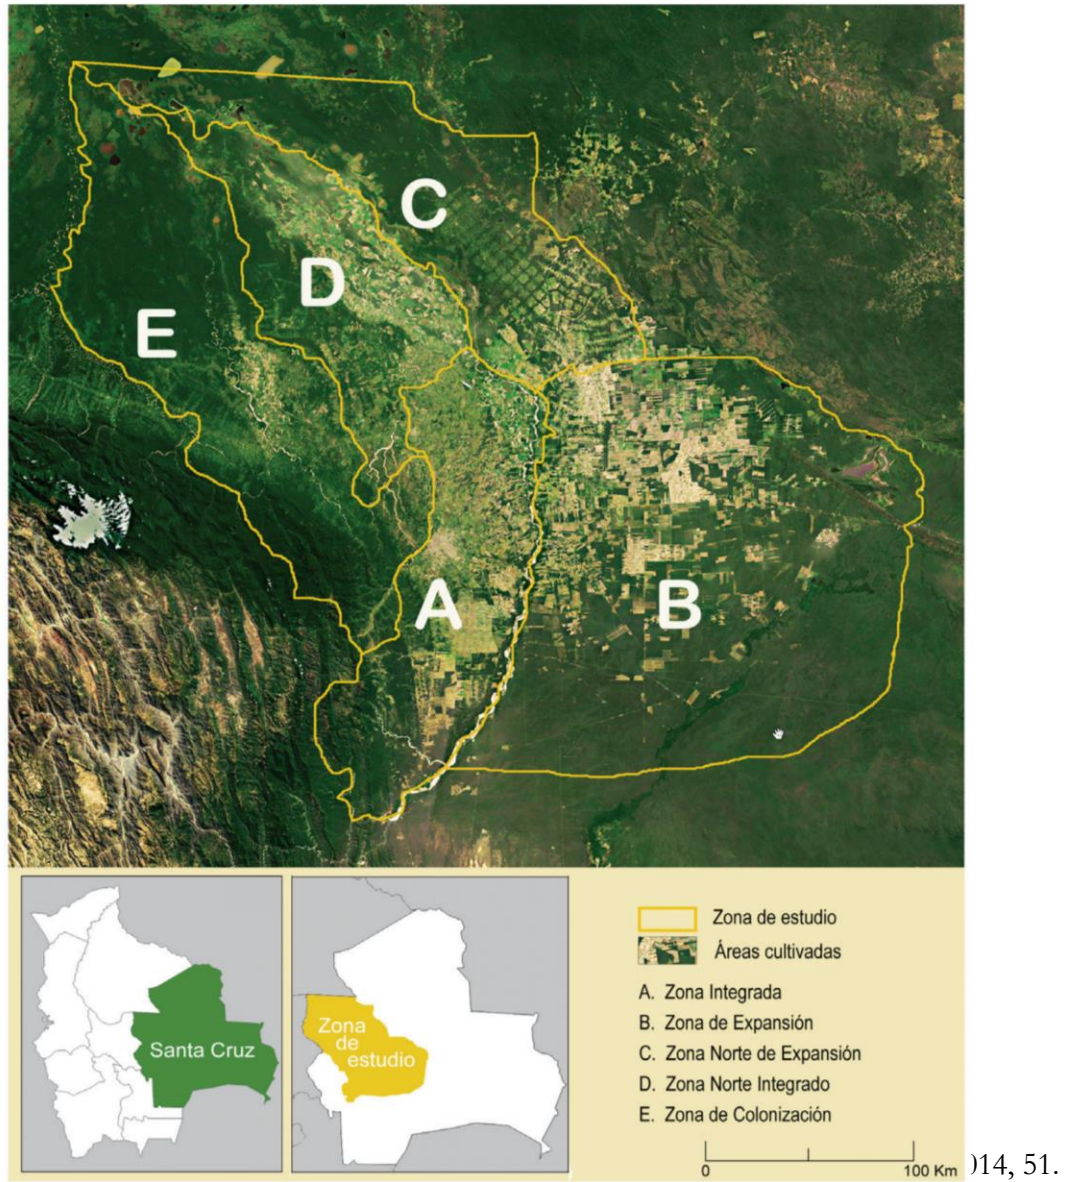 C
D
E
A
B
Santa Cruz
Zona
de
estudio
Zona de estudio
Áreas cultivadas
A. Zona Integrada
B. Zona de Expansión
C. Zona Norte de Expansión
D. Zona Norte Integrado
E. Zona de Colonización
0 100 Km
014, 51.